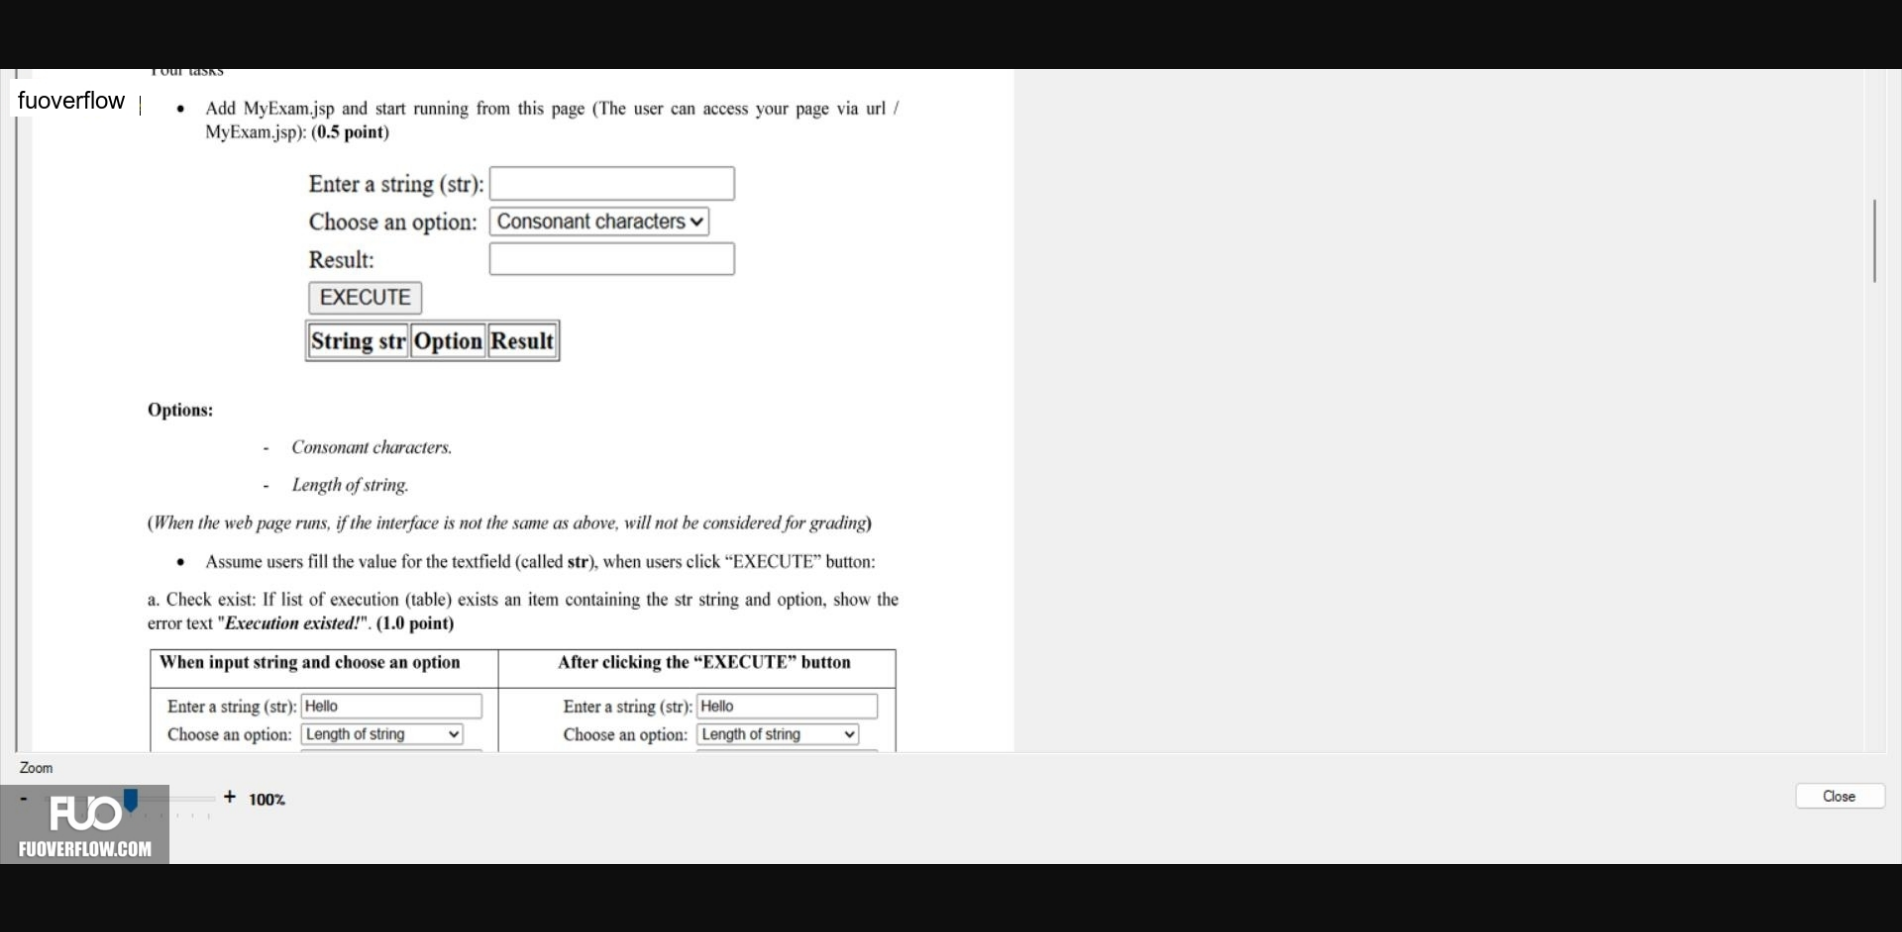 Your tasks
fuoverflow
• Add MyExam.jsp and start running from this page (The user can access your page via url /
MyExam.jsp): (0.5 point)
Enter a string (str):
Choose an option: Consonant characters
Result:
EXECUTE
String str Option Result
Options:
- Consonant characters.
- Length of string.
(When the web page runs, if the interface is not the same as above, will not be considered for grading)
• Assume users fill the value for the textfield (called str), when users click “EXECUTE” button:
a. Check exist: If list of execution (table) exists an item containing the str string and option, show the
error text "Execution existed!". (1.0 point)
When input string and choose an option After clicking the “EXECUTE” button
Enter a string (str): Hello Enter a string (str): Hello
Choose an option: Length of string Choose an option: Length of string
Zoom
- + 100%
Close
FUO
FUOVERFLOW.COM